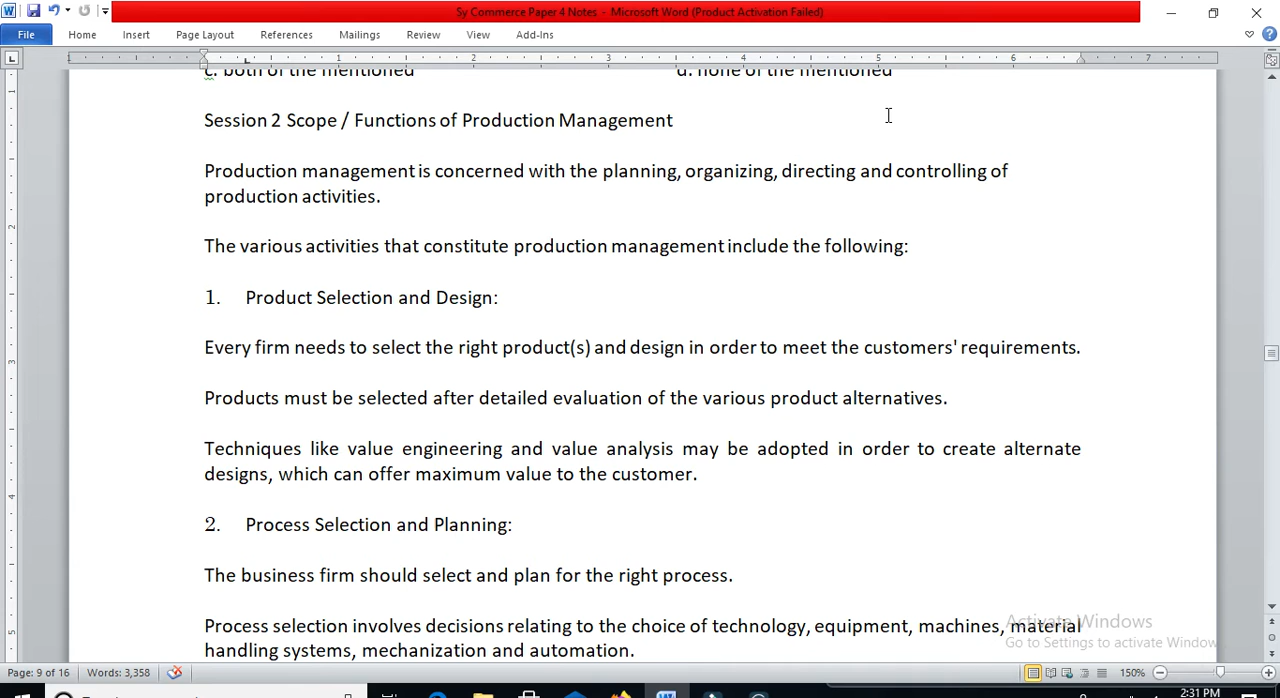 Sy Commerce Paper 4 Notes - Microsoft Word (Product Activation Failed)
File Home Insert Page Layout References Mailings Review View Add-Ins
1 1 2 3 4 5 6 7
c. both of the mentioned d. none of the mentioned
Session 2 Scope / Functions of Production Management
Production management is concerned with the planning, organizing, directing and controlling of
production activities.
The various activities that constitute production management include the following:
1. Product Selection and Design:
Every firm needs to select the right product(s) and design in order to meet the customers' requirements.
Products must be selected after detailed evaluation of the various product alternatives.
Techniques like value engineering and value analysis may be adopted in order to create alternate
designs, which can offer maximum value to the customer.
2. Process Selection and Planning:
The business firm should select and plan for the right process.
Process selection involves decisions relating to the choice of technology, equipment, machines, material
handling systems, mechanization and automation.
Activate Windows
Go to Settings to activate Windows
Page: 9 of 16 Words: 3,358 150%
2:31 PM